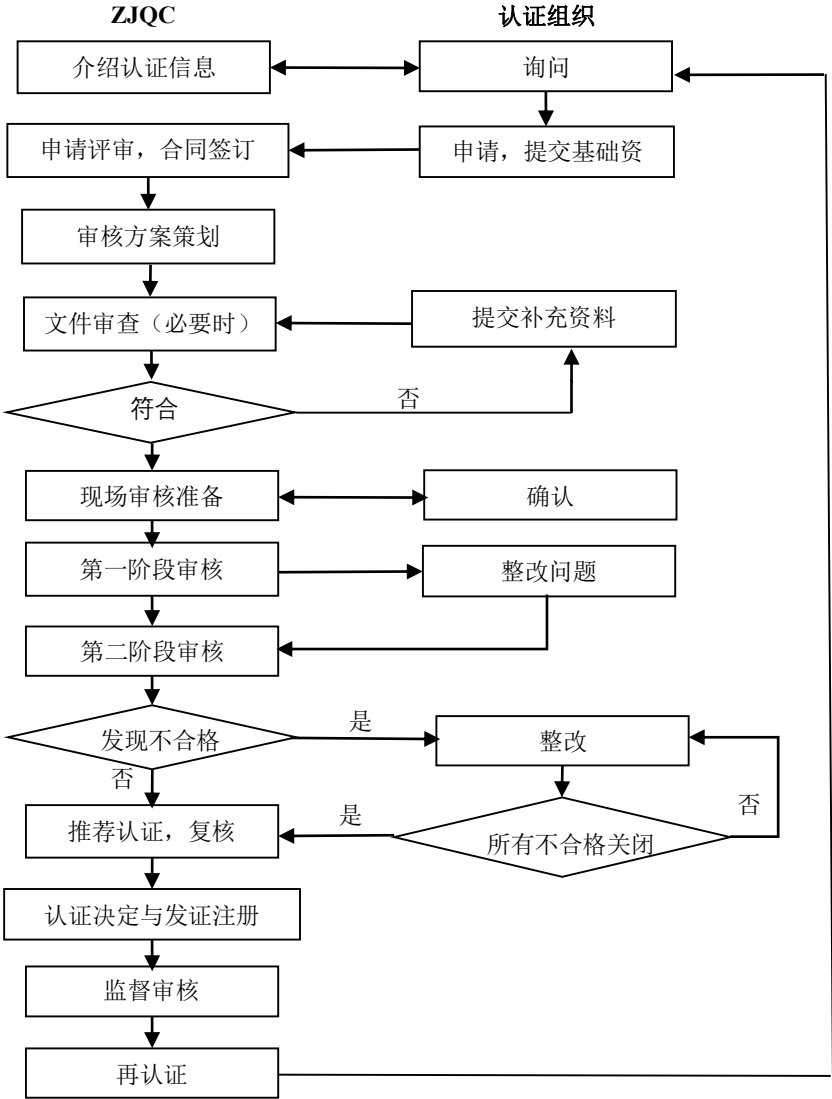 ZJQC
认证组织
介绍认证信息
询问
申请评审，合同签订
申请，提交基础资
审核方案策划
文件审查（必要时）
提交补充资料
符合
否
现场审核准备
确认
第一阶段审核
整改问题
第二阶段审核
发现不合格
是
整改
否
推荐认证，复核
是
所有不合格关闭
否
认证决定与发证注册
监督审核
再认证